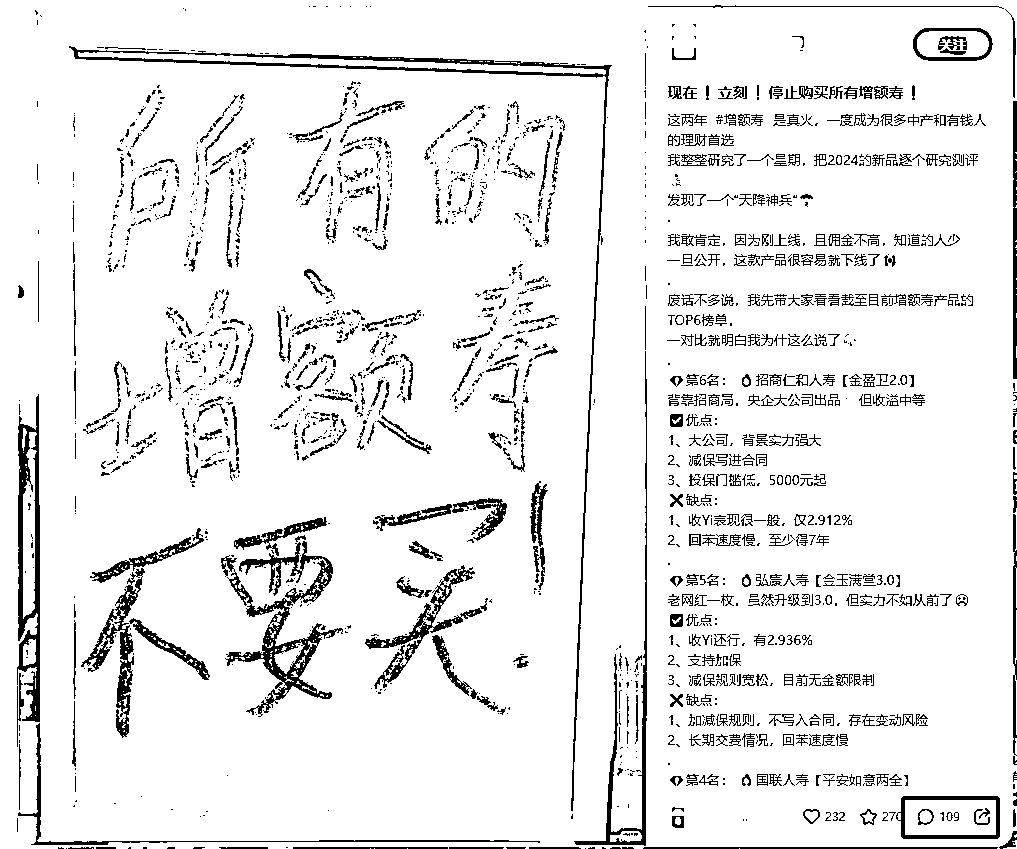 所有的
增额寿
不要买!
关注
现在！立刻！停止购买所有增额寿！
这两年 #增额寿 是真火，一度成为很多中产和有钱人
的理财首选
我整整研究了一个星期，把2024的新品逐个研究测评
发现了一个“天降神兵”
.
我敢肯定，因为刚上线，且佣金不高，知道的人少
一旦公开，这款产品很容易就下线了
.
废话不多说，我先带大家看看截至目前增额寿产品的
TOP6榜单，
一对比就明白我为什这么说了
.
第6名： 招商仁和人寿【金盈卫2.0】
背靠招商局，央企大公司出品 但收溢中等
优点：
1、大公司，背景实力强大
2、减保写进合同
3、投保门槛低，5000元起
缺点：
1、收Yi表现很一般，仅2.912%
2、回苯速度慢，至少得7年
.
第5名： 弘康人寿【金玉满堂3.0】
老网红一枚，虽然升级到3.0，但实力不如从前了
优点：
1、收Yi还行，有2.936%
2、支持加保
3、减保规则宽松，目前无金额限制
缺点：
1、加减保规则，不写入合同，存在变动风险
2、长期交费情况，回苯速度慢
.
第4名： 国联人寿【平安如意两全】
232 270 109